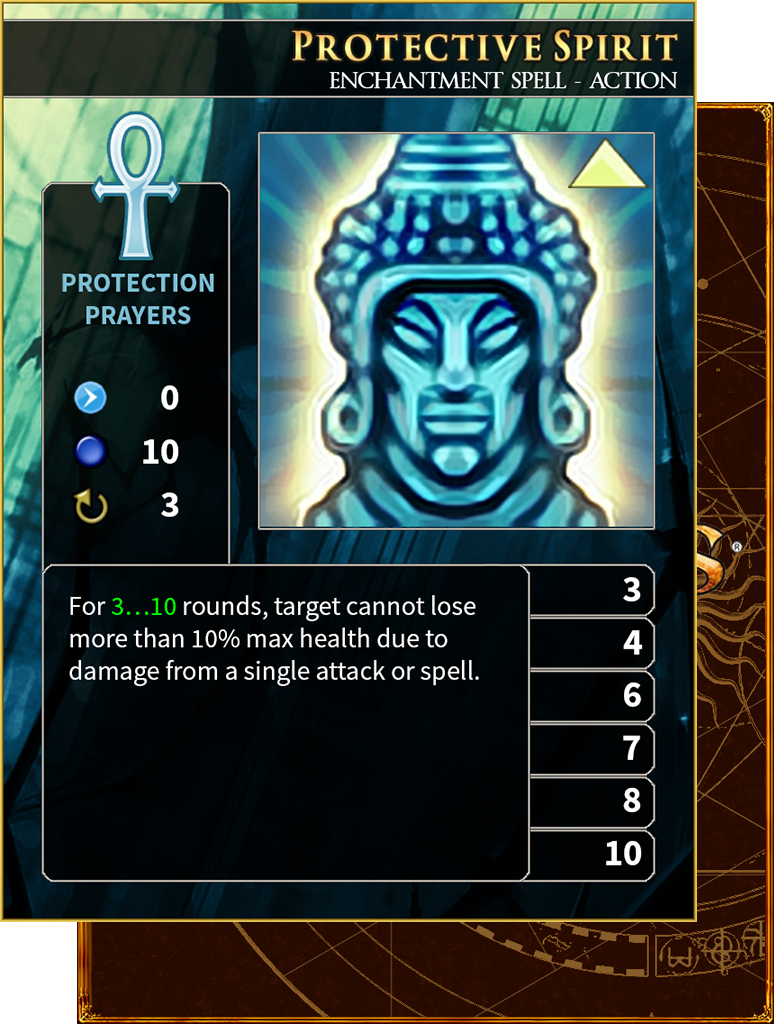 PROTECTIVE SPIRIT
ENCHANTMENT SPELL - ACTION
PROTECTION
PRAYERS
0
10
3
For 3...10 rounds, target cannot lose
more than 10% max health due to
damage from a single attack or spell.
3
4
6
7
8
10
S®